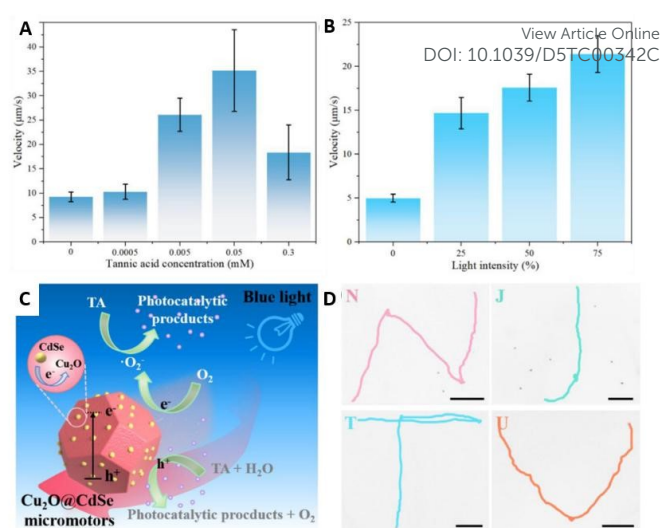 View Article Online
DOI: 10.1039/D5TC00342C
A
45
40
35
30
25
20
15
10
5
0
Velocity (μm/s)
0 0.0005 0.005 0.05 0.3
Tannic acid concentration (mM)
B
25
20
15
10
5
0
Velocity (μm/s)
0 25 50 75
Light intensity (%)
C
TA
Photocatalytic
procducts
Blue light
CdSe
Cu₂O
e⁻
·O₂⁻
O₂
e⁻
e⁻
h⁺
h⁺
TA + H₂O
Cu₂O@CdSe
micromotors
Photocatalytic procducts + O₂
D
N
J
T
U